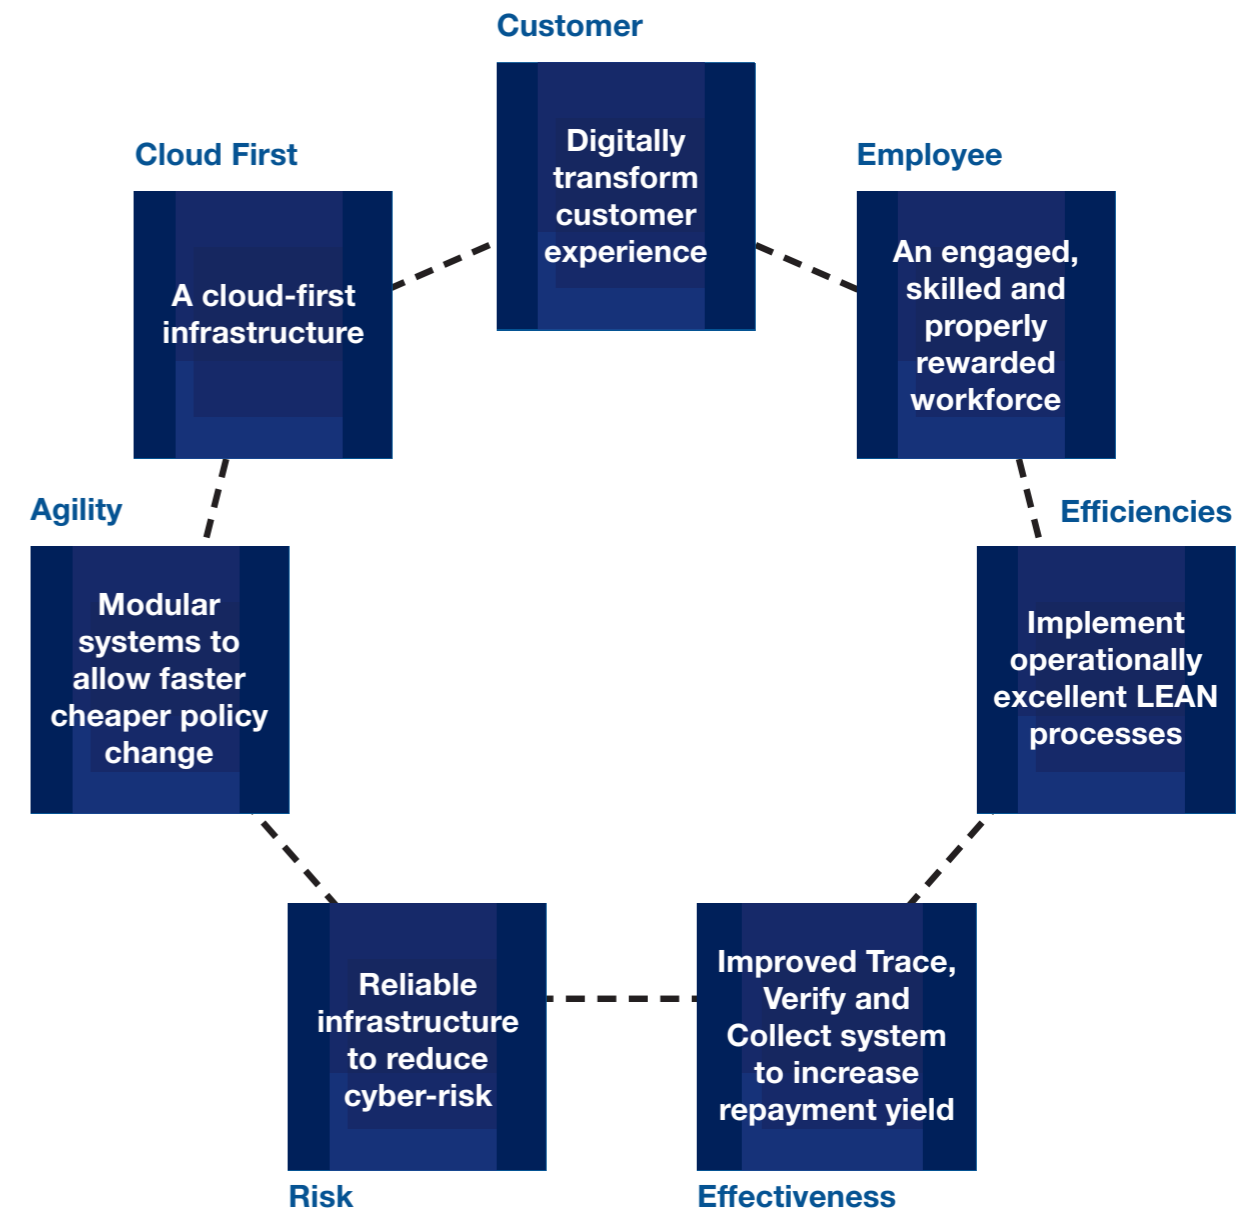 Customer
Digitally
transform
customer
experience
Employee
An engaged,
skilled and
properly
rewarded
workforce
Efficiencies
Implement
operationally
excellent LEAN
processes
Effectiveness
Improved Trace,
Verify and
Collect system
to increase
repayment yield
Risk
Reliable
infrastructure
to reduce
cyber-risk
Agility
Modular
systems to
allow faster
cheaper policy
change
Cloud First
A cloud-first
infrastructure